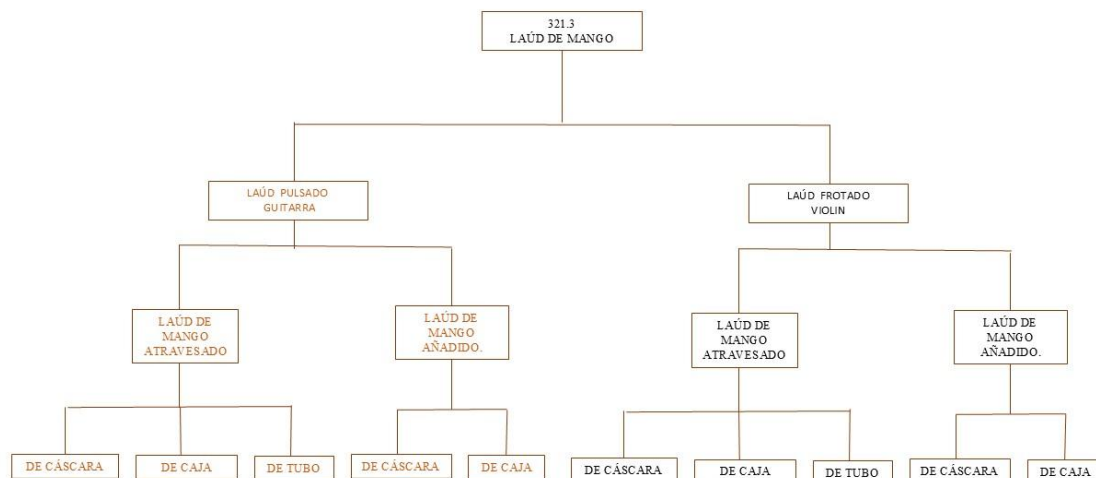 321.3
LAÚD DE MANGO
LAÚD PULSADO
GUITARRA
LAÚD FROTADO
VIOLIN
LAÚD DE
MANGO
ATRAVESADO
LAÚD DE
MANGO
AÑADIDO.
LAÚD DE
MANGO
ATRAVESADO
LAÚD DE
MANGO
AÑADIDO.
DE CÁSCARA
DE CAJA
DE TUBO
DE CÁSCARA
DE CAJA
DE CÁSCARA
DE CAJA
DE TUBO
DE CÁSCARA
DE CAJA